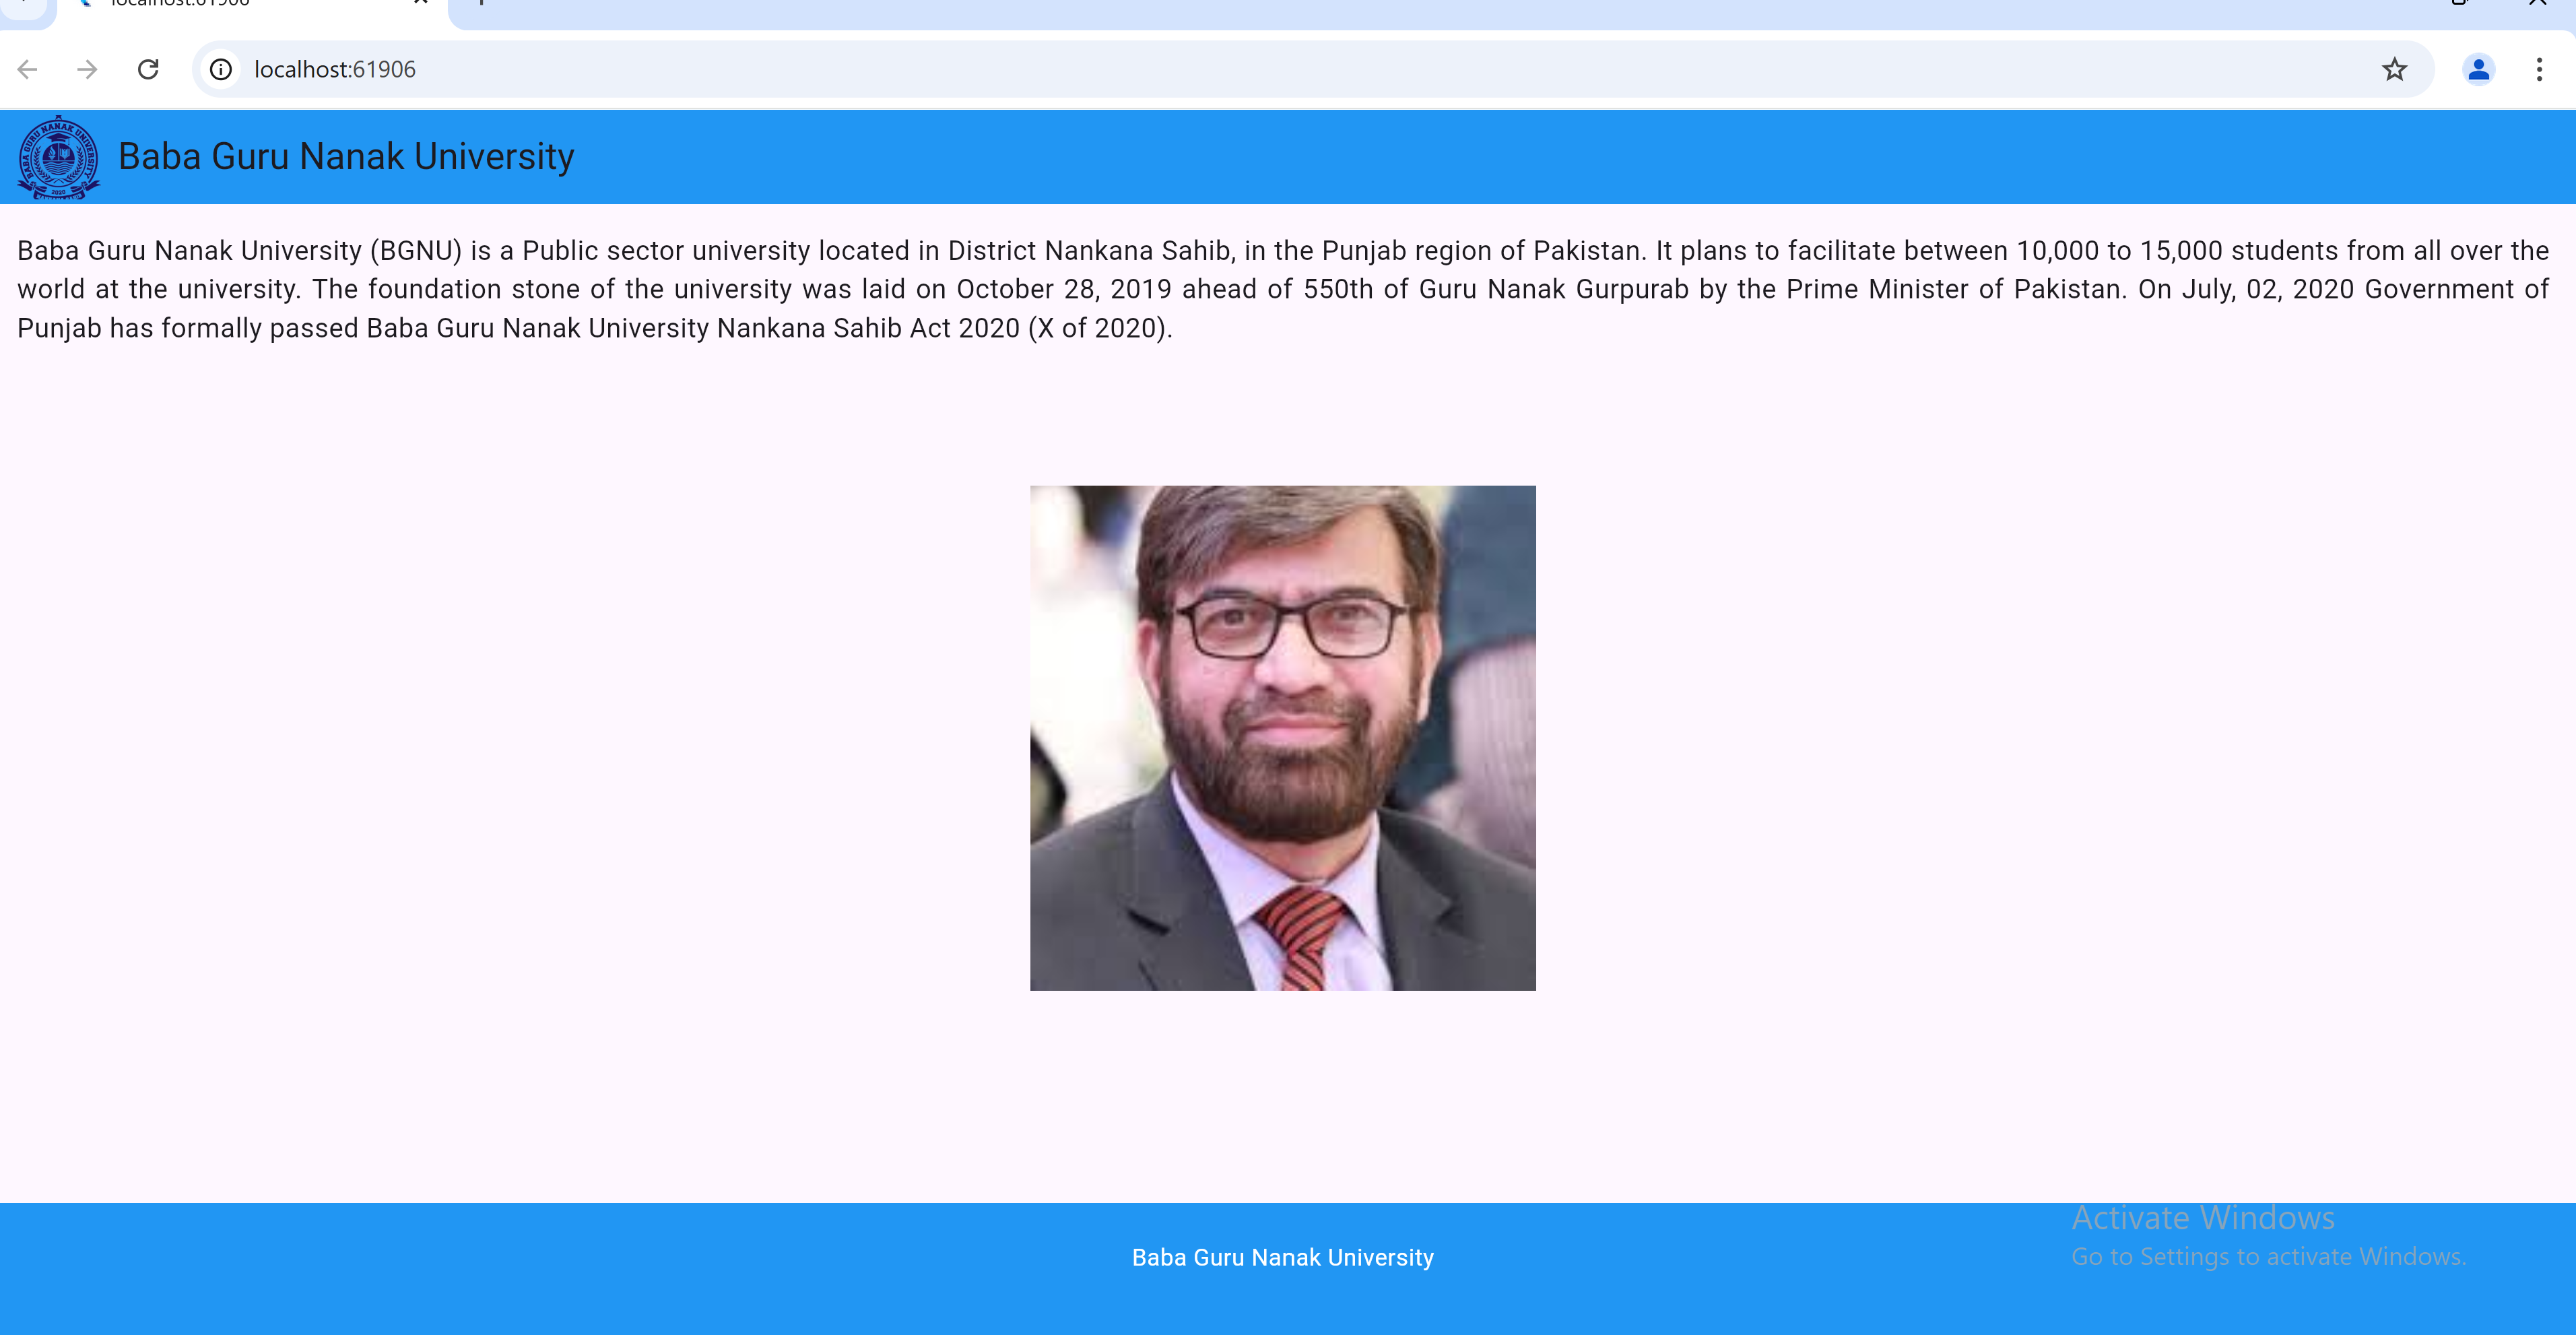 localhost:61906
localhost:61906
BABA GURU NANAK UNIVERSITY
2020
Baba Guru Nanak University
Baba Guru Nanak University (BGNU) is a Public sector university located in District Nankana Sahib, in the Punjab region of Pakistan. It plans to facilitate between 10,000 to 15,000 students from all over the
world at the university. The foundation stone of the university was laid on October 28, 2019 ahead of 550th of Guru Nanak Gurpurab by the Prime Minister of Pakistan. On July, 02, 2020 Government of
Punjab has formally passed Baba Guru Nanak University Nankana Sahib Act 2020 (X of 2020).
Baba Guru Nanak University
Activate Windows
Go to Settings to activate Windows.